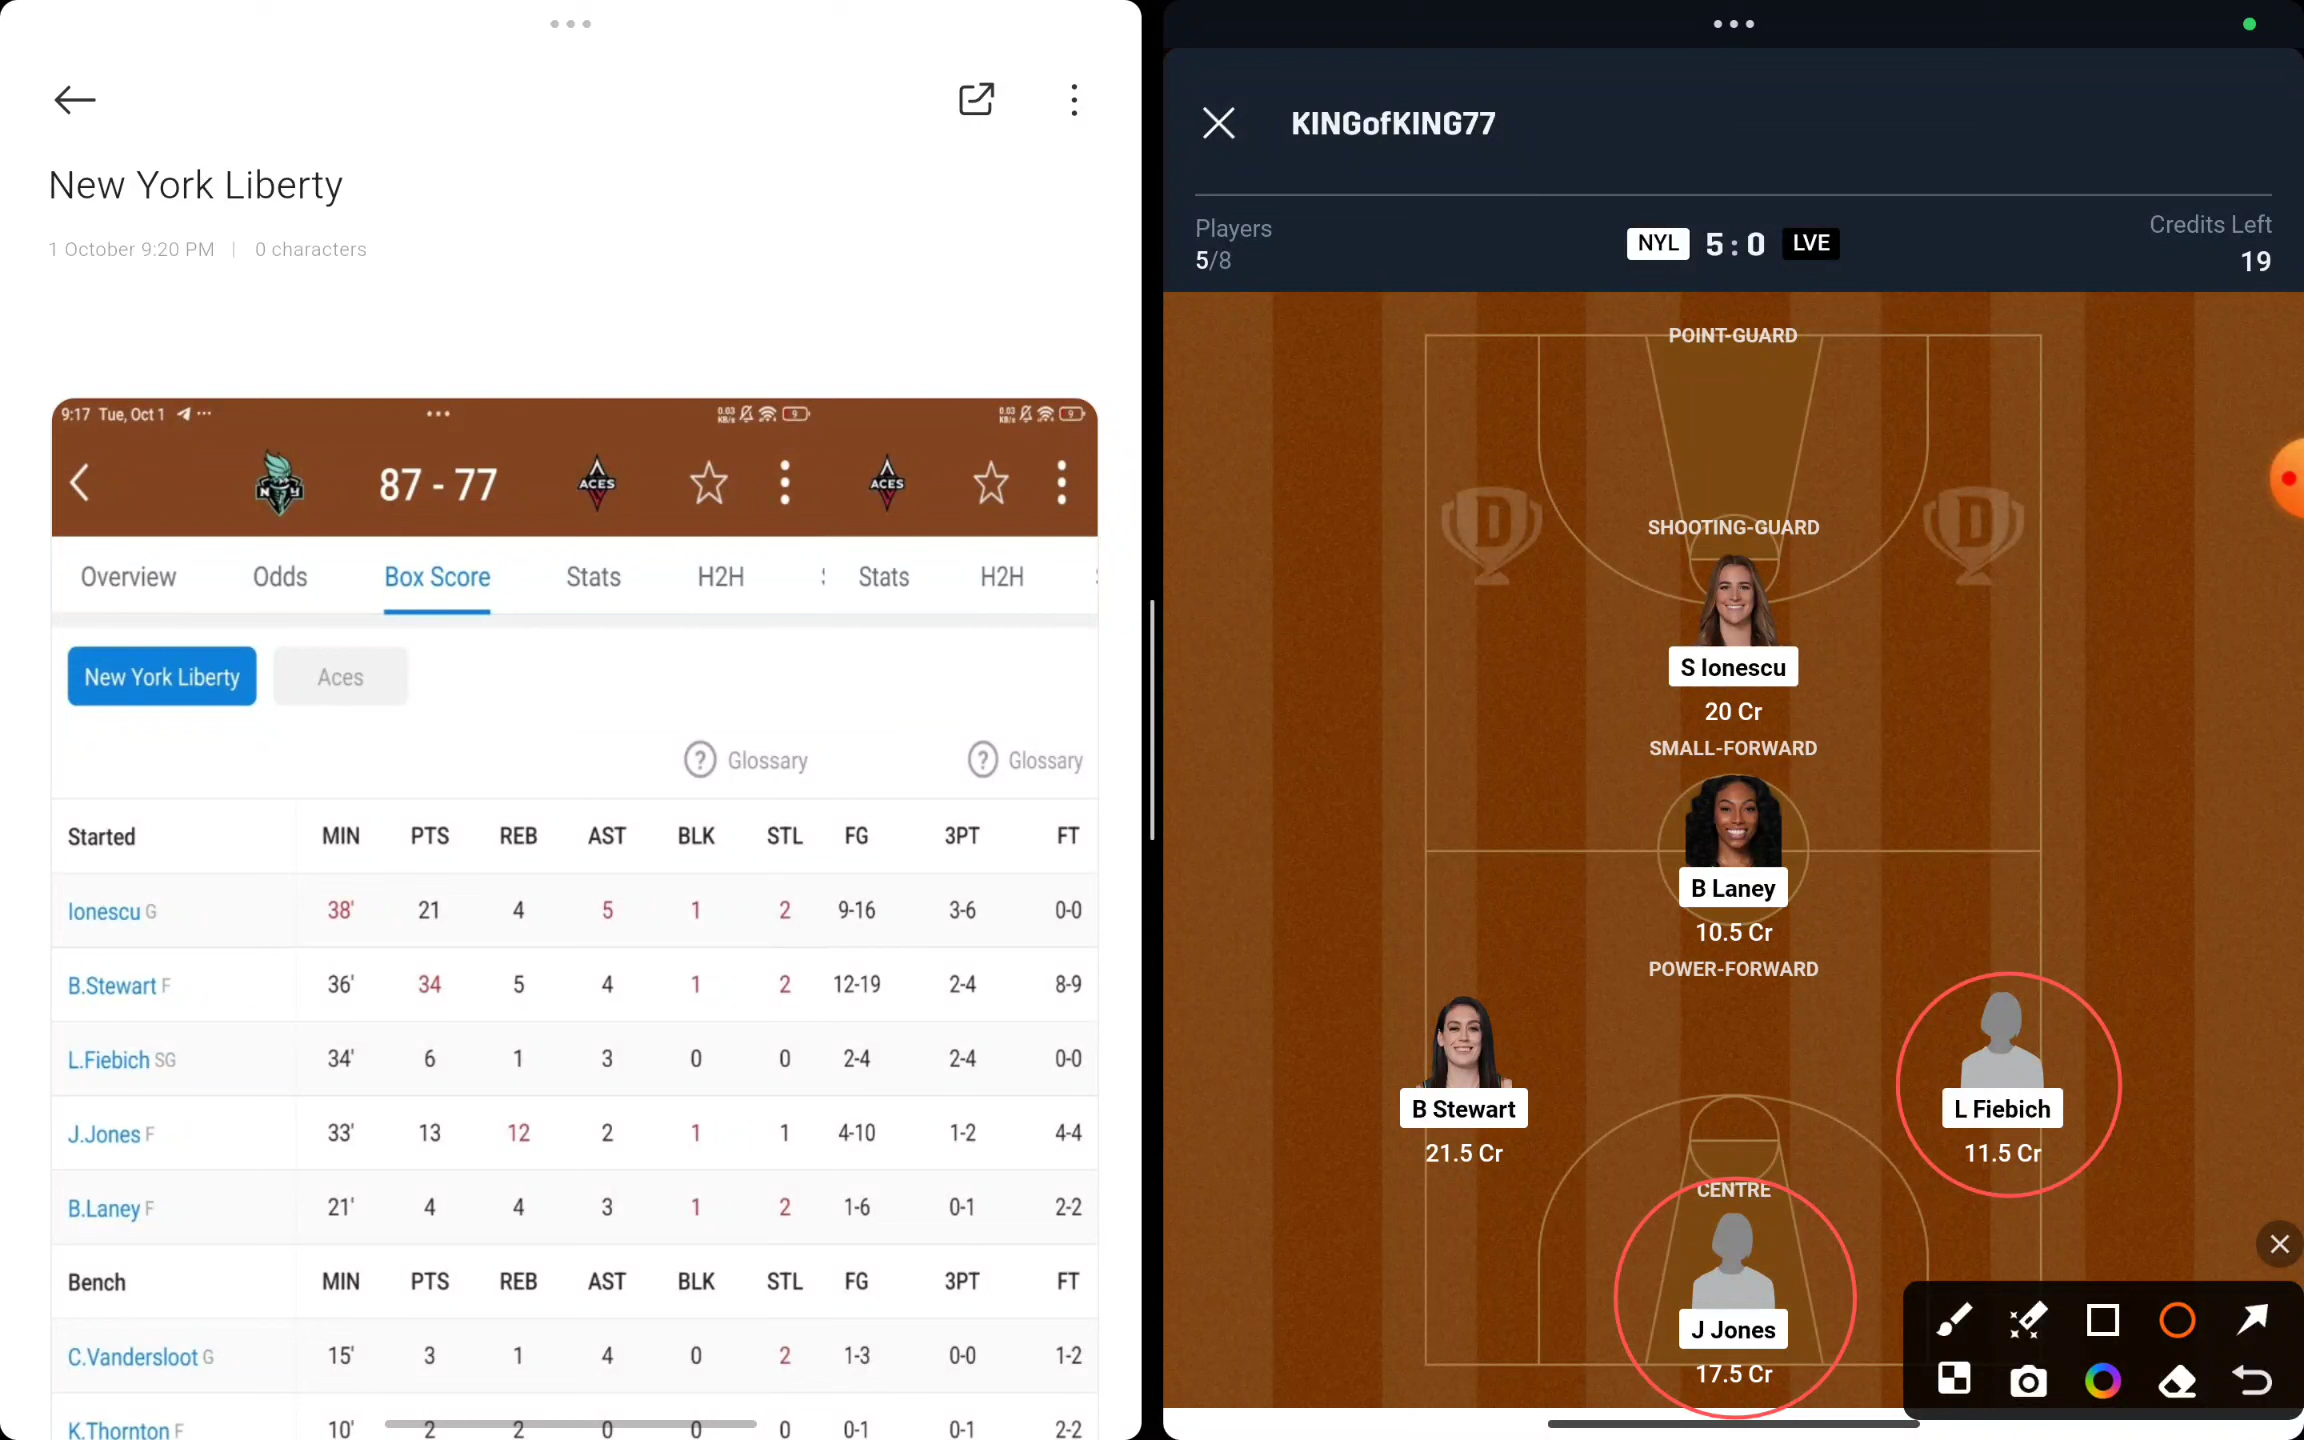 New York Liberty
1 October 9:20 PM | 0 characters
9:17 Tue, Oct 1
0.03 KB/s 9
0.03 KB/s 9
NY
87 - 77
ACES
ACES
Overview Odds Box Score Stats H2H Stats H2H
New York Liberty Aces
? Glossary ? Glossary
Started MIN PTS REB AST BLK STL FG 3PT FT
Ionescu G 38' 21 4 5 1 2 9-16 3-6 0-0
B.Stewart F 36' 34 5 4 1 2 12-19 2-4 8-9
L.Fiebich SG 34' 6 1 3 0 0 2-4 2-4 0-0
J.Jones F 33' 13 12 2 1 1 4-10 1-2 4-4
B.Laney F 21' 4 4 3 1 2 1-6 0-1 2-2
Bench MIN PTS REB AST BLK STL FG 3PT FT
C.Vandersloot G 15' 3 1 4 0 2 1-3 0-0 1-2
K.Thornton F 10' 2 2 0 0 0 0-1 0-1 2-2
KINGofKING77
Players
5/8
NYL 5 : 0 LVE
Credits Left
19
POINT-GUARD
D D
SHOOTING-GUARD
S Ionescu
20 Cr
SMALL-FORWARD
B Laney
10.5 Cr
POWER-FORWARD
B Stewart
21.5 Cr
L Fiebich
11.5 Cr
CENTRE
J Jones
17.5 Cr